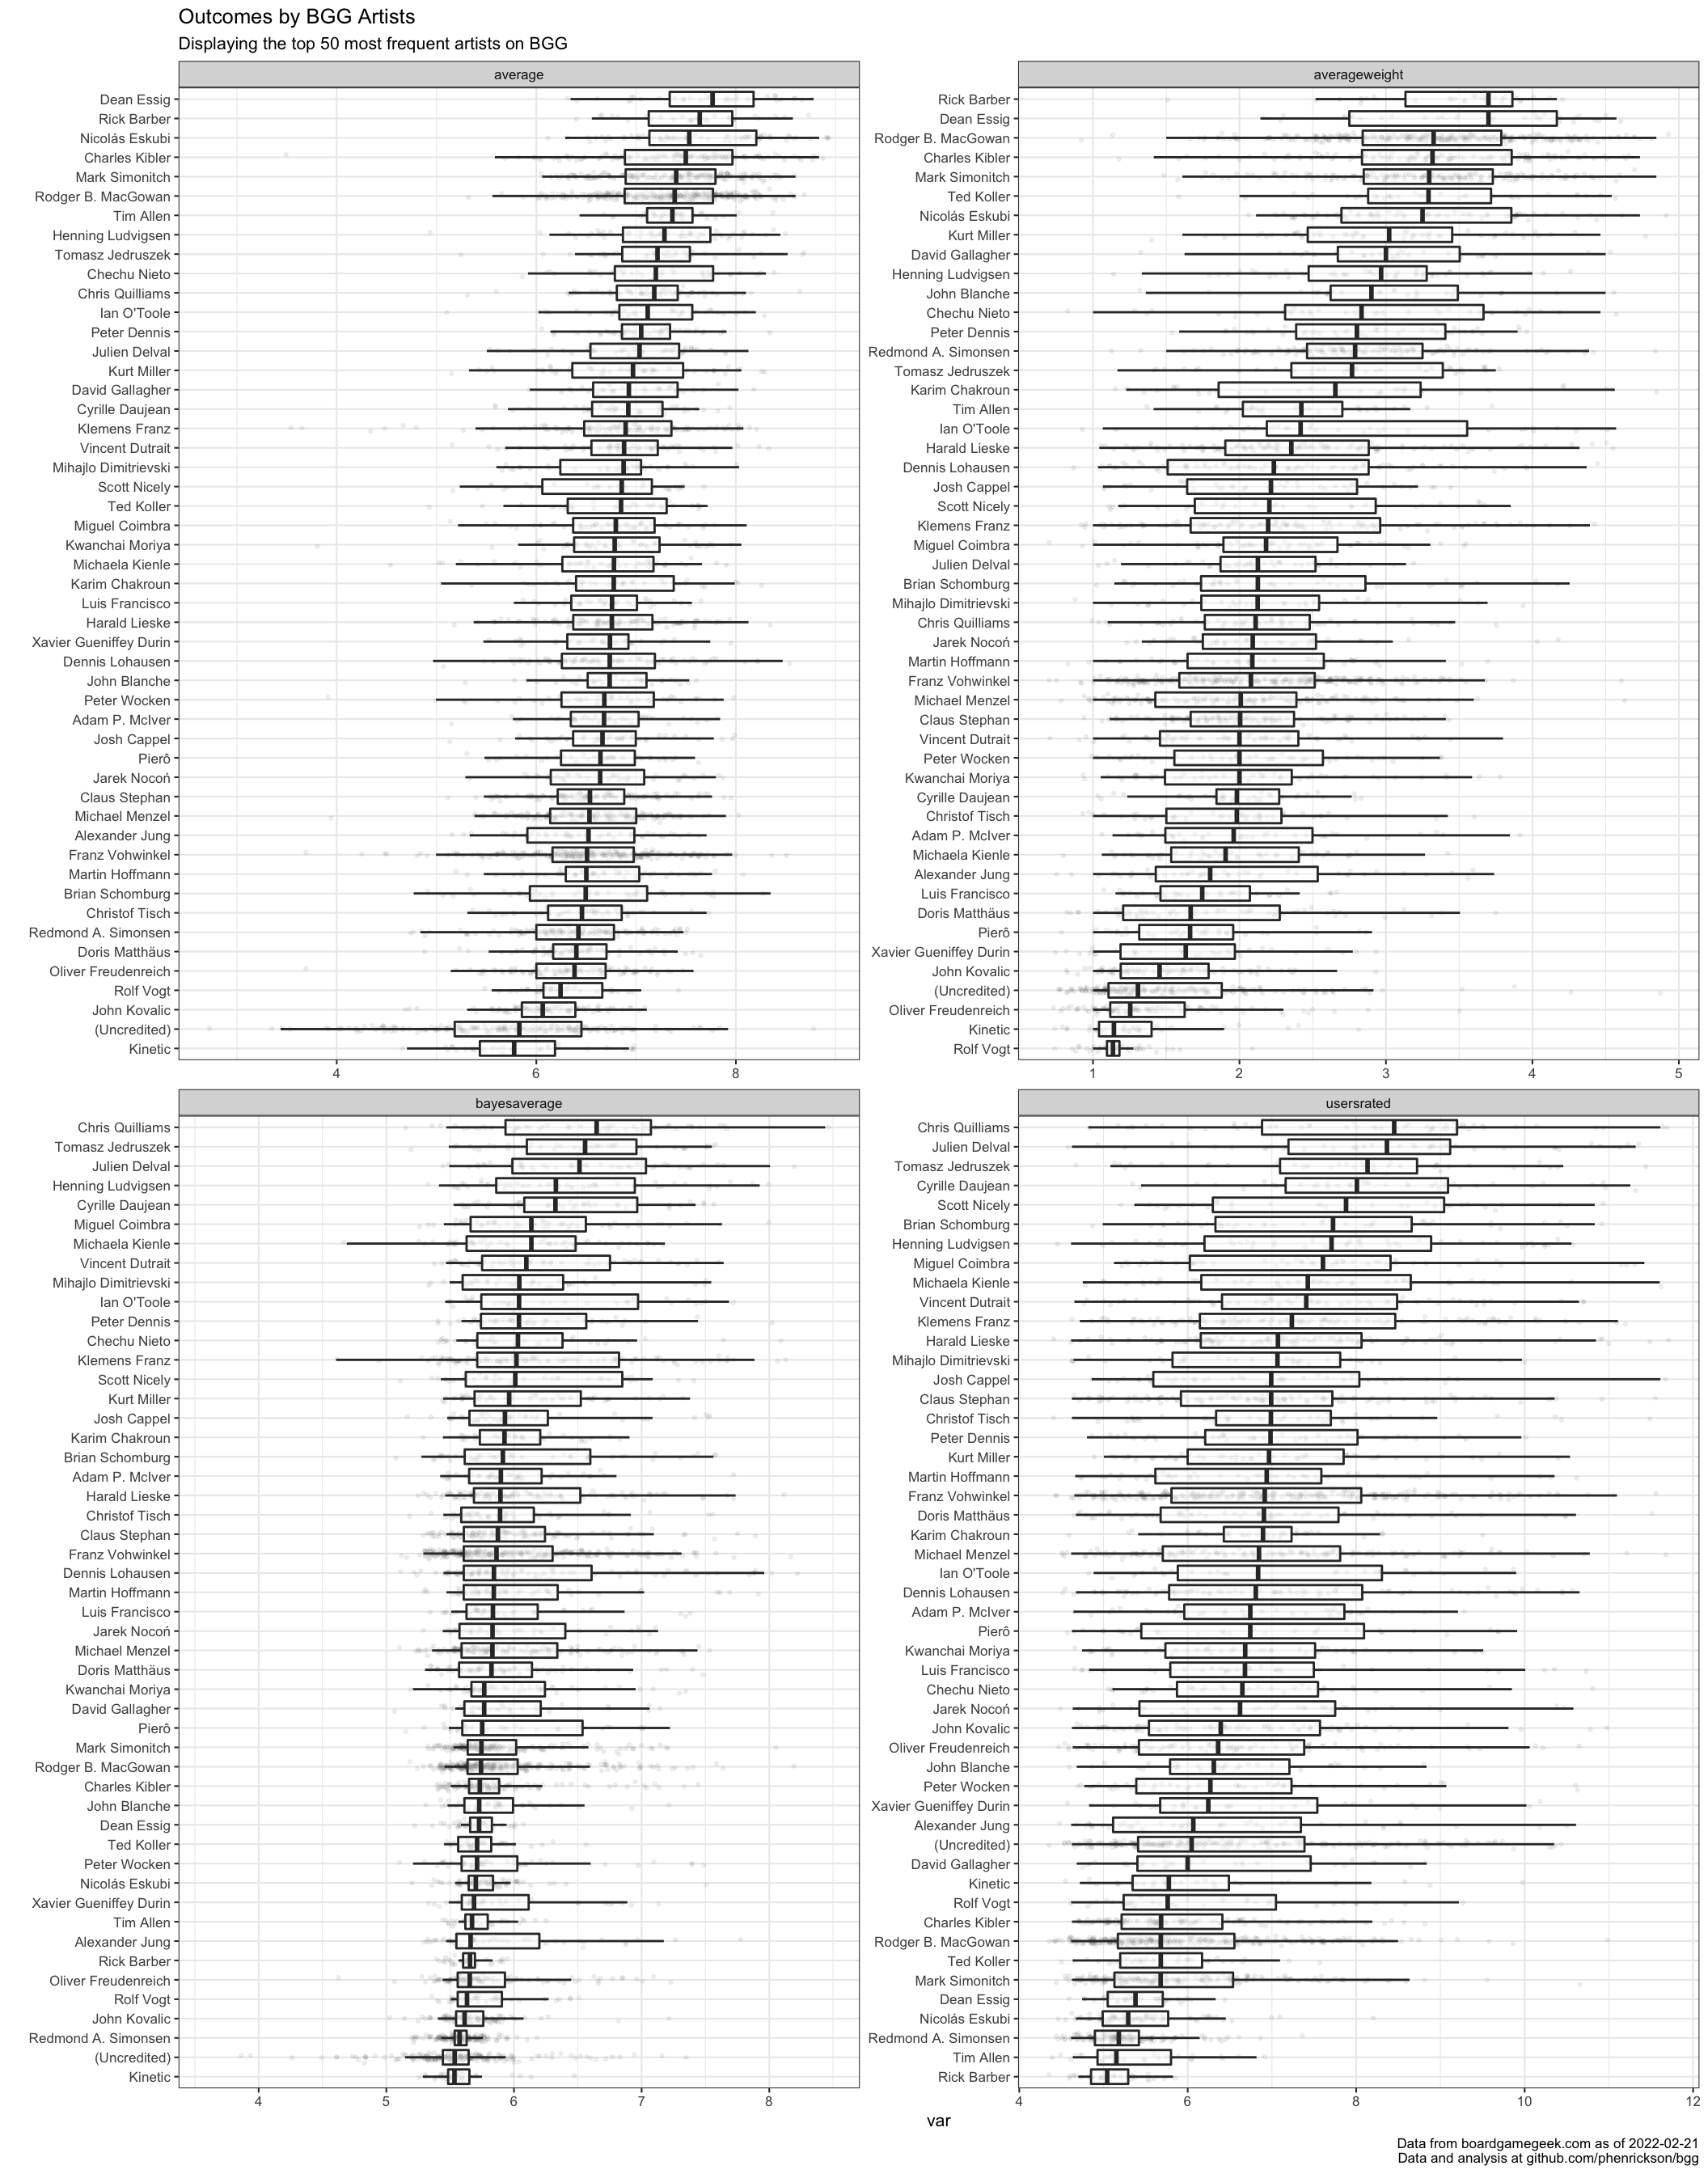 Outcomes by BGG Artists
Displaying the top 50 most frequent artists on BGG
average
Dean Essig
Rick Barber
Nicolás Eskubi
Charles Kibler
Mark Simonitch
Rodger B. MacGowan
Tim Allen
Henning Ludvigsen
Tomasz Jedruszek
Chechu Nieto
Chris Quilliams
Ian O'Toole
Peter Dennis
Julien Delval
Kurt Miller
David Gallagher
Cyrille Daujean
Klemens Franz
Vincent Dutrait
Mihajlo Dimitrievski
Scott Nicely
Ted Koller
Miguel Coimbra
Kwanchai Moriya
Michaela Kienle
Karim Chakroun
Luis Francisco
Harald Lieske
Xavier Gueniffey Durin
Dennis Lohausen
John Blanche
Peter Wocken
Adam P. McIver
Josh Cappel
Pierô
Jarek Nocoń
Claus Stephan
Michael Menzel
Alexander Jung
Franz Vohwinkel
Martin Hoffmann
Brian Schomburg
Christof Tisch
Redmond A. Simonsen
Doris Matthäus
Oliver Freudenreich
Rolf Vogt
John Kovalic
(Uncredited)
Kinetic
4 6 8
averageweight
Rick Barber
Dean Essig
Rodger B. MacGowan
Charles Kibler
Mark Simonitch
Ted Koller
Nicolás Eskubi
Kurt Miller
David Gallagher
Henning Ludvigsen
John Blanche
Chechu Nieto
Peter Dennis
Redmond A. Simonsen
Tomasz Jedruszek
Karim Chakroun
Tim Allen
Ian O'Toole
Harald Lieske
Dennis Lohausen
Josh Cappel
Scott Nicely
Klemens Franz
Miguel Coimbra
Julien Delval
Brian Schomburg
Mihajlo Dimitrievski
Chris Quilliams
Jarek Nocoń
Martin Hoffmann
Franz Vohwinkel
Michael Menzel
Claus Stephan
Vincent Dutrait
Peter Wocken
Kwanchai Moriya
Cyrille Daujean
Christof Tisch
Adam P. McIver
Michaela Kienle
Alexander Jung
Luis Francisco
Doris Matthäus
Pierô
Xavier Gueniffey Durin
John Kovalic
(Uncredited)
Oliver Freudenreich
Kinetic
Rolf Vogt
1 2 3 4 5
bayesaverage
Chris Quilliams
Tomasz Jedruszek
Julien Delval
Henning Ludvigsen
Cyrille Daujean
Miguel Coimbra
Michaela Kienle
Vincent Dutrait
Mihajlo Dimitrievski
Ian O'Toole
Peter Dennis
Chechu Nieto
Klemens Franz
Scott Nicely
Kurt Miller
Josh Cappel
Karim Chakroun
Brian Schomburg
Adam P. McIver
Harald Lieske
Christof Tisch
Claus Stephan
Franz Vohwinkel
Dennis Lohausen
Martin Hoffmann
Luis Francisco
Jarek Nocoń
Michael Menzel
Doris Matthäus
Kwanchai Moriya
David Gallagher
Pierô
Mark Simonitch
Rodger B. MacGowan
Charles Kibler
John Blanche
Dean Essig
Ted Koller
Peter Wocken
Nicolás Eskubi
Xavier Gueniffey Durin
Tim Allen
Alexander Jung
Rick Barber
Oliver Freudenreich
Rolf Vogt
John Kovalic
Redmond A. Simonsen
(Uncredited)
Kinetic
4 5 6 7 8
usersrated
Chris Quilliams
Julien Delval
Tomasz Jedruszek
Cyrille Daujean
Scott Nicely
Brian Schomburg
Henning Ludvigsen
Miguel Coimbra
Michaela Kienle
Vincent Dutrait
Klemens Franz
Harald Lieske
Mihajlo Dimitrievski
Josh Cappel
Claus Stephan
Christof Tisch
Peter Dennis
Kurt Miller
Martin Hoffmann
Franz Vohwinkel
Doris Matthäus
Karim Chakroun
Michael Menzel
Ian O'Toole
Dennis Lohausen
Adam P. McIver
Pierô
Kwanchai Moriya
Luis Francisco
Chechu Nieto
Jarek Nocoń
John Kovalic
Oliver Freudenreich
John Blanche
Peter Wocken
Xavier Gueniffey Durin
Alexander Jung
(Uncredited)
David Gallagher
Kinetic
Rolf Vogt
Charles Kibler
Rodger B. MacGowan
Ted Koller
Mark Simonitch
Dean Essig
Nicolás Eskubi
Redmond A. Simonsen
Tim Allen
Rick Barber
4 6 8 10 12
var
Data from boardgamegeek.com as of 2022-02-21
Data and analysis at github.com/phenrickson/bgg